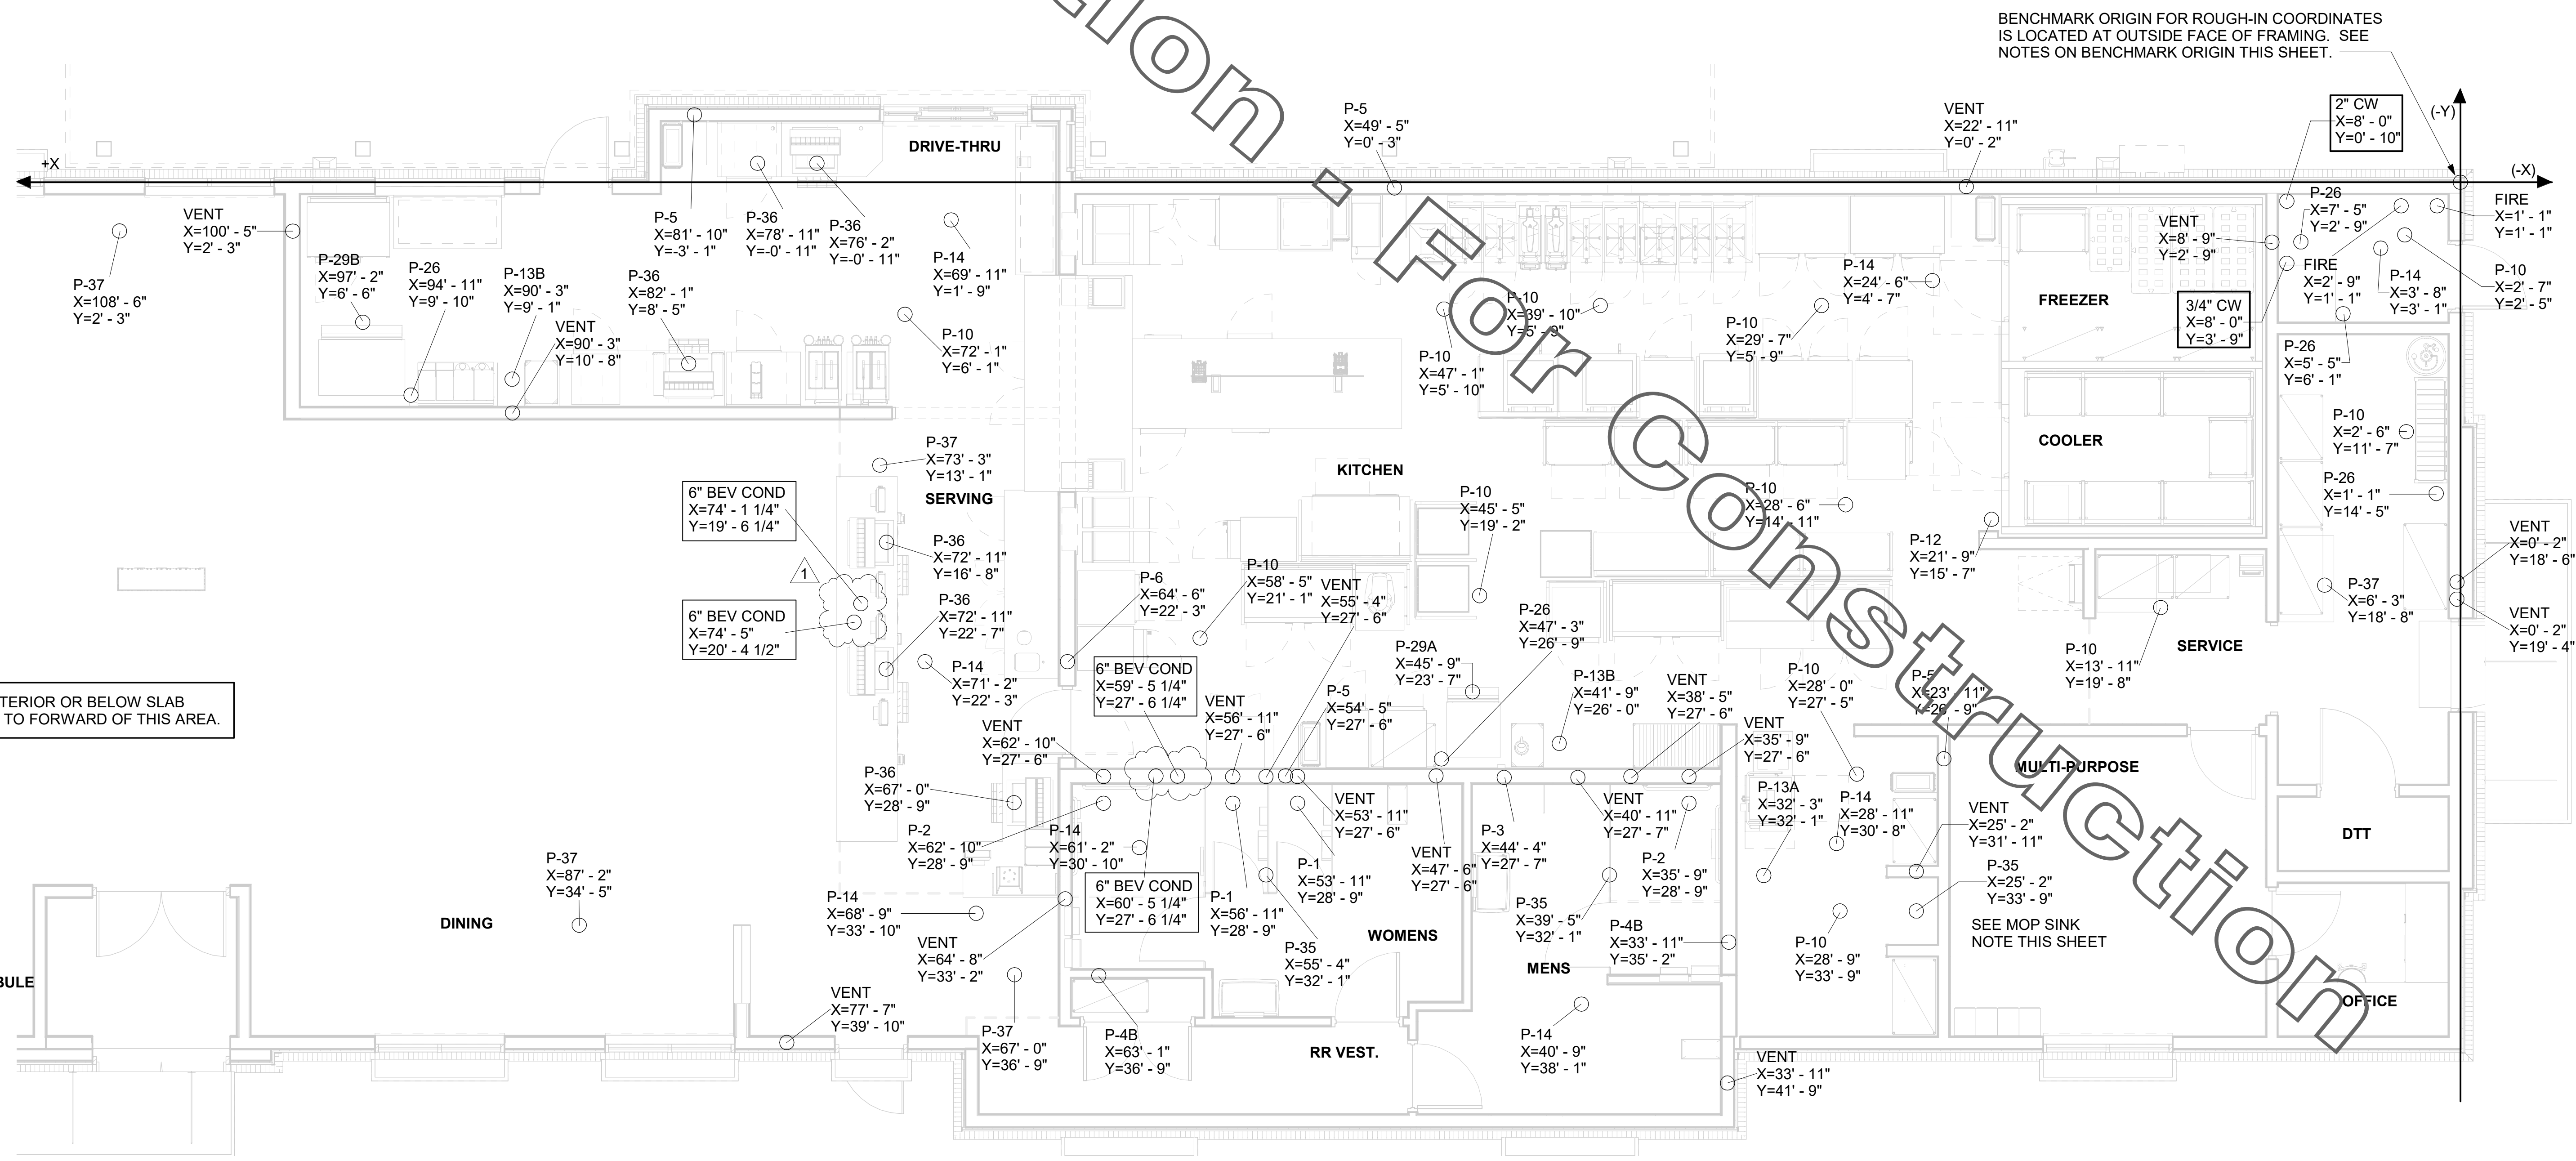 BENCHMARK ORIGIN FOR ROUGH-IN COORDINATES
IS LOCATED AT OUTSIDE FACE OF FRAMING. SEE
NOTES ON BENCHMARK ORIGIN THIS SHEET.
tion - For Construction
+X
(-Y)
(-X)
2" CW
X=8' - 0"
Y=0' - 10"
P-5
X=49' - 5"
Y=0' - 3"
VENT
X=22' - 11"
Y=0' - 2"
DRIVE-THRU
VENT
X=100' - 5"
Y=2' - 3"
P-37
X=108' - 6"
Y=2' - 3"
P-29B
X=97' - 2"
Y=6' - 6"
P-26
X=94' - 11"
Y=9' - 10"
P-13B
X=90' - 3"
Y=9' - 1"
VENT
X=90' - 3"
Y=10' - 8"
P-36
X=82' - 1"
Y=8' - 5"
P-5
X=81' - 10"
Y=-3' - 1"
P-36
X=78' - 11"
Y=-0' - 11"
P-36
X=76' - 2"
Y=-0' - 11"
P-14
X=69' - 11"
Y=1' - 9"
P-10
X=72' - 1"
Y=6' - 1"
P-10
X=47' - 1"
Y=5' - 10"
P-10
X=39' - 10"
Y=5' - 9"
P-10
X=29' - 7"
Y=5' - 9"
P-14
X=24' - 6"
Y=4' - 7"
FREEZER
VENT
X=8' - 9"
Y=2' - 9"
P-26
X=7' - 5"
Y=2' - 9"
FIRE
X=1' - 1"
Y=1' - 1"
FIRE
X=2' - 9"
Y=1' - 1"
P-14
X=3' - 8"
Y=3' - 1"
P-10
X=2' - 7"
Y=2' - 5"
3/4" CW
X=8' - 0"
Y=3' - 9"
P-26
X=5' - 5"
Y=6' - 1"
P-10
X=2' - 6"
Y=11' - 7"
P-26
X=1' - 1"
Y=14' - 5"
COOLER
KITCHEN
P-37
X=73' - 3"
Y=13' - 1"
SERVING
6" BEV COND
X=74' - 1 1/4"
Y=19' - 6 1/4"
1
6" BEV COND
X=74' - 5"
Y=20' - 4 1/2"
P-36
X=72' - 11"
Y=16' - 8"
P-36
X=72' - 11"
Y=22' - 7"
P-14
X=71' - 2"
Y=22' - 3"
P-6
X=64' - 6"
Y=22' - 3"
P-10
X=58' - 5"
Y=21' - 1"
VENT
X=55' - 4"
Y=27' - 6"
P-10
X=45' - 5"
Y=19' - 2"
P-10
X=28' - 6"
Y=14' - 11"
P-12
X=21' - 9"
Y=15' - 7"
VENT
X=0' - 2"
Y=18' - 6"
VENT
X=0' - 2"
Y=19' - 4"
P-37
X=6' - 3"
Y=18' - 8"
P-10
X=13' - 11"
Y=19' - 8"
SERVICE
P-26
X=47' - 3"
Y=26' - 9"
P-29A
X=45' - 9"
Y=23' - 7"
P-13B
X=41' - 9"
Y=26' - 0"
VENT
X=38' - 5"
Y=27' - 6"
VENT
X=35' - 9"
Y=27' - 6"
P-10
X=28' - 0"
Y=27' - 5"
P-5
X=23' - 11"
Y=26' - 9"
6" BEV COND
X=59' - 5 1/4"
Y=27' - 6 1/4"
VENT
X=56' - 11"
Y=27' - 6"
P-5
X=54' - 5"
Y=27' - 6"
VENT
X=62' - 10"
Y=27' - 6"
TERIOR OR BELOW SLAB
TO FORWARD OF THIS AREA.
MULTI-PURPOSE
P-36
X=67' - 0"
Y=28' - 9"
P-2
X=62' - 10"
Y=28' - 9"
P-14
X=61' - 2"
Y=30' - 10"
6" BEV COND
X=60' - 5 1/4"
Y=27' - 6 1/4"
P-1
X=56' - 11"
Y=28' - 9"
P-1
X=53' - 11"
Y=28' - 9"
VENT
X=53' - 11"
Y=27' - 6"
VENT
X=47' - 6"
Y=27' - 6"
P-3
X=44' - 4"
Y=27' - 7"
VENT
X=40' - 11"
Y=27' - 7"
P-2
X=35' - 9"
Y=28' - 9"
P-13A
X=32' - 3"
Y=32' - 1"
P-14
X=28' - 11"
Y=30' - 8"
VENT
X=25' - 2"
Y=31' - 11"
P-35
X=25' - 2"
Y=33' - 9"
SEE MOP SINK
NOTE THIS SHEET
DTT
P-37
X=87' - 2"
Y=34' - 5"
DINING
P-14
X=68' - 9"
Y=33' - 10"
VENT
X=64' - 8"
Y=33' - 2"
P-35
X=55' - 4"
Y=32' - 1"
WOMENS
P-35
X=39' - 5"
Y=32' - 1"
P-4B
X=33' - 11"
Y=35' - 2"
P-10
X=28' - 9"
Y=33' - 9"
MENS
OFFICE
BULE
VENT
X=77' - 7"
Y=39' - 10"
P-37
X=67' - 0"
Y=36' - 9"
P-4B
X=63' - 1"
Y=36' - 9"
RR VEST.
P-14
X=40' - 9"
Y=38' - 1"
VENT
X=33' - 11"
Y=41' - 9"